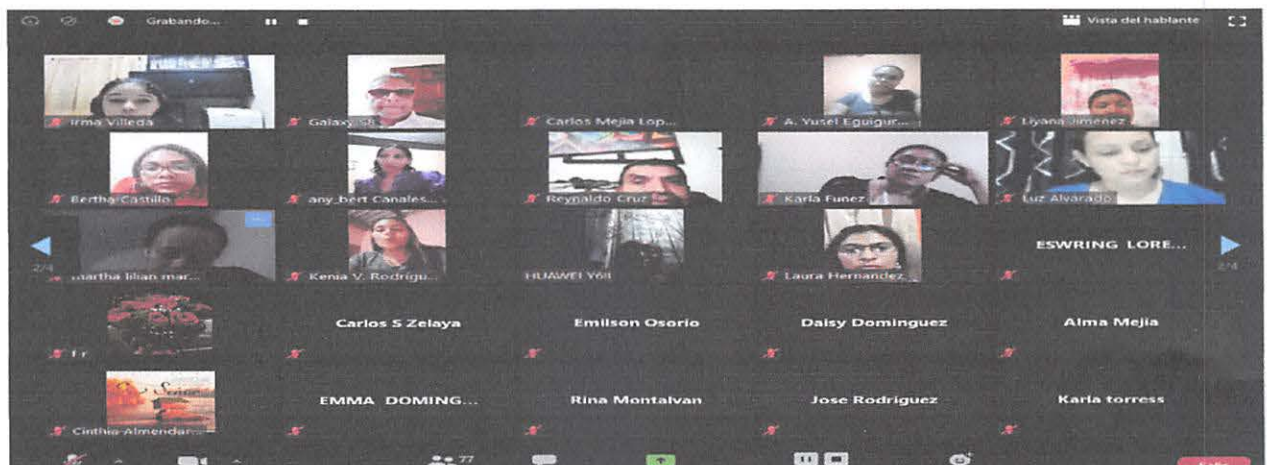 Grabando...
Vista del hablante
Irma Villeda
Galaxy S8
Carlos Mejia Lop...
A. Yusel Eguigur...
Liyana Jimenez
Bertha Castillo
any_bert Canales...
Reynaldo Cruz
Karla Funez
Luz Alvarado
2/4
martha lilian mar...
Kenia V. Rodrígu...
HUAWEI Y6II
Laura Hernandez
ESWRING LORE...
2/4
Fr
Carlos S Zelaya
Emilson Osorio
Daisy Dominguez
Alma Mejia
Cinthia Almendar...
EMMA DOMING...
Rina Montalvan
Jose Rodriguez
Karla torress
77